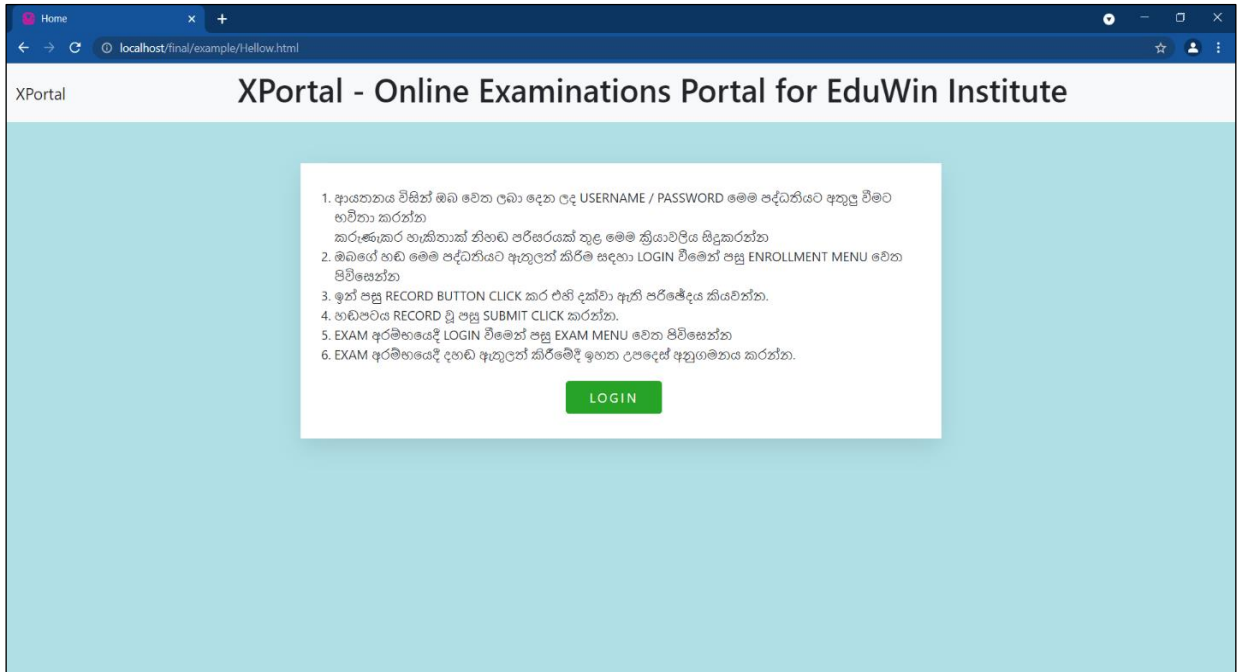 Home
localhost/final/example/Hellow.html
XPortal
XPortal - Online Examinations Portal for EduWin Institute
1. ආයතනය විසින් ඔබ වෙත ලබා දෙන ලද USERNAME / PASSWORD මෙම පද්ධතියට අතුලු වීමට
භවිතා කරන්න
කරුණැකර හැකිතාක් නිහඬ පරිසරයක් තුළ මෙම ක්‍රියාවලිය සිදුකරන්න
2. ඔබගේ හඬ මෙම පද්ධතියට ඇතුලත් කිරිම සඳහා LOGIN වීමෙන් පසු ENROLLMENT MENU වෙත
පිවිසෙන්න
3. ඉන් පසු RECORD BUTTON CLICK කර එහි දක්වා ඇති පරිඡේදය කියවන්න.
4. හඬපටය RECORD වූ පසු SUBMIT CLICK කරන්න.
5. EXAM අරම්භයෙදී LOGIN වීමෙන් පසු EXAM MENU වෙත පිවිසෙන්න
6. EXAM අරම්භයෙදී දහඬ ඇතුලත් කිරීමේදී ඉහත උපදෙස් අනුගමනය කරන්න.
LOGIN